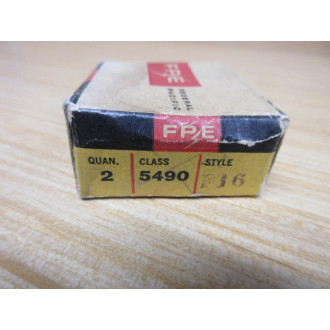 FPE
FEDERAL
PACIFIC
FPE
QUAN. CLASS STYLE
2 5490 F16